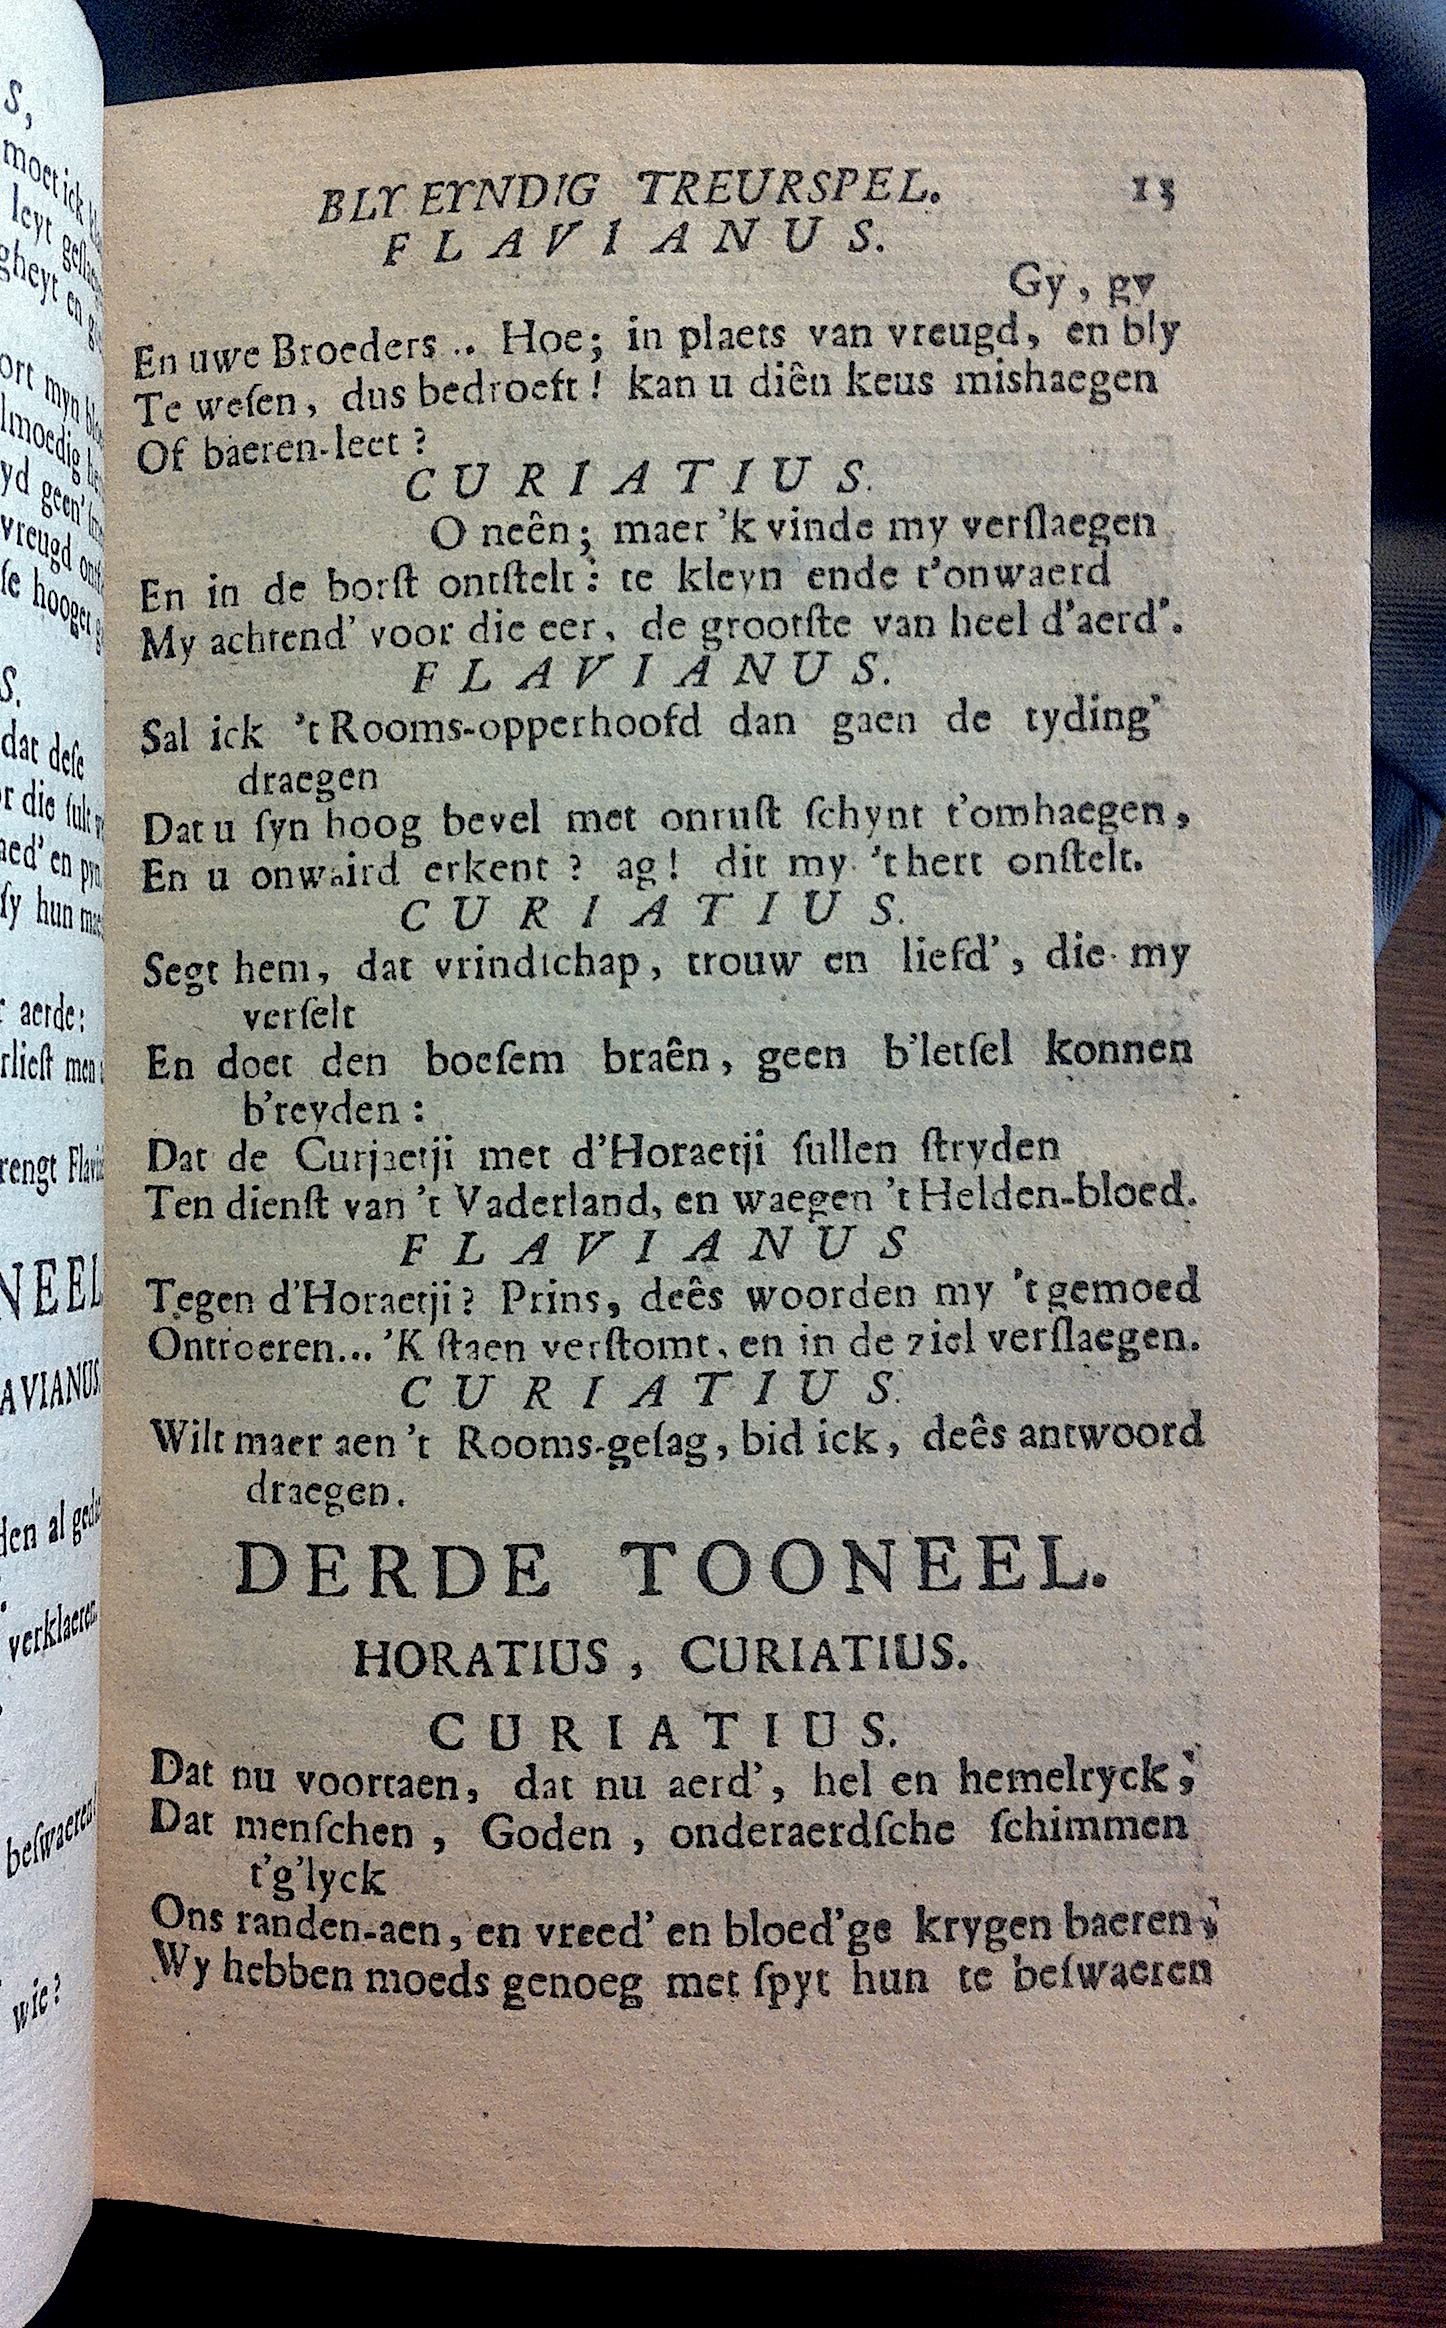 BLY EYNDIG TREURSPEL. 13
FLAVIANUS.
Gy, gy
En uwe Broeders .. Hoe; in plaets van vreugd, en bly
Te weſen, dus bedroeft! kan u diên keus mishaegen
Of baeren-leet?
CURIATIUS.
O neên; maer 'k vinde my verſlaegen
En in de borſt ontſtelt: te kleyn ende t'onwaerd
My achtend' voor die eer, de grootſte van heel d'aerd'.
FLAVIANUS.
Sal ick 't Rooms-opperhoofd dan gaen de tyding'
draegen
Dat u ſyn hoog bevel met onruſt ſchynt t'omhaegen,
En u onwaird erkent? ag! dit my 't hert onſtelt.
CURIATIUS.
Segt hem, dat vrindtchap, trouw en liefd', die my
verſelt
En doet den boeſem braên, geen b'letſel konnen
b'reyden:
Dat de Curjaetji met d'Horaetji ſullen ſtryden
Ten dienſt van 't Vaderland, en waegen 't Helden-bloed.
FLAVIANUS
Tegen d'Horaetji? Prins, deês woorden my 't gemoed
Ontroeren... 'K ſtaen verſtomt, en in de ziel verſlaegen.
CURIATIUS.
Wilt maer aen 't Rooms-geſag, bid ick, deês antwoord
draegen.
DERDE TOONEEL.
HORATIUS, CURIATIUS.
CURIATIUS.
Dat nu voortaen, dat nu aerd', hel en hemelryck;
Dat menſchen, Goden, onderaerdſche ſchimmen
t'g'lyck
Ons randen-aen, en vreed' en bloed'ge krygen baeren;
Wy hebben moeds genoeg met ſpyt hun te beſwaeren